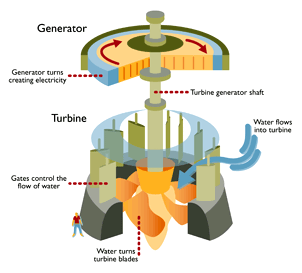 Generator
Generator turns
creating electricity
Turbine generator shaft
Turbine
Water flows
into turbine
Gates control the
flow of water
Water turns
turbine blades